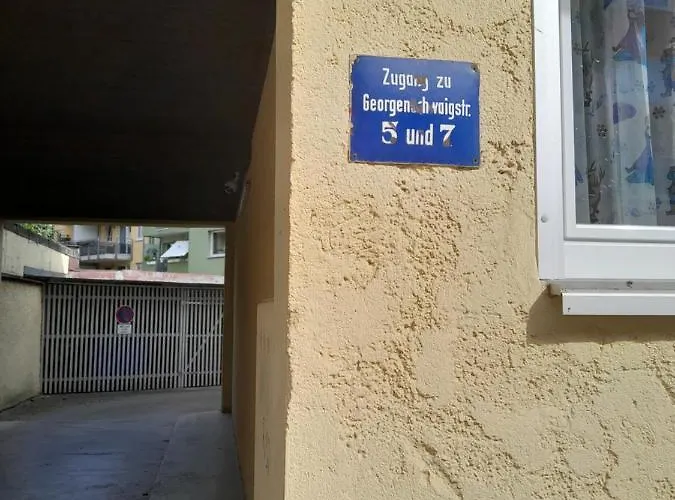 Zugang zu
Georgenschwaigstr.
5 und 7